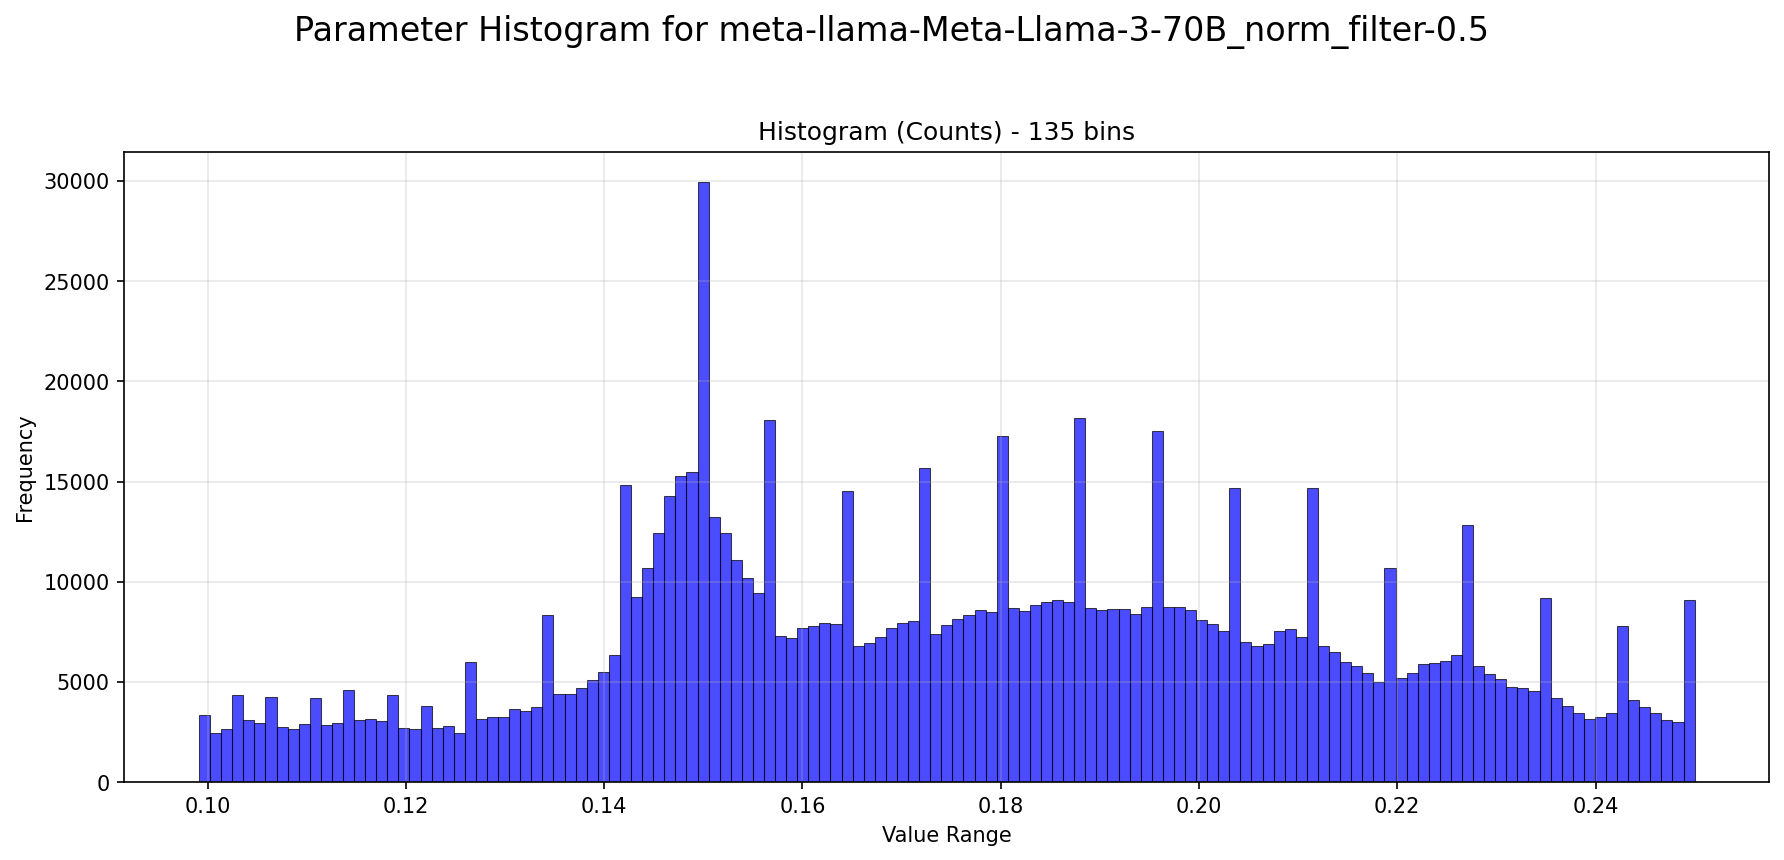 Parameter Histogram for meta-llama-Meta-Llama-3-70B_norm_filter-0.5
Histogram (Counts) - 135 bins
30000
25000
20000
15000
10000
5000
0
Frequency
0.10 0.12 0.14 0.16 0.18 0.20 0.22 0.24
Value Range